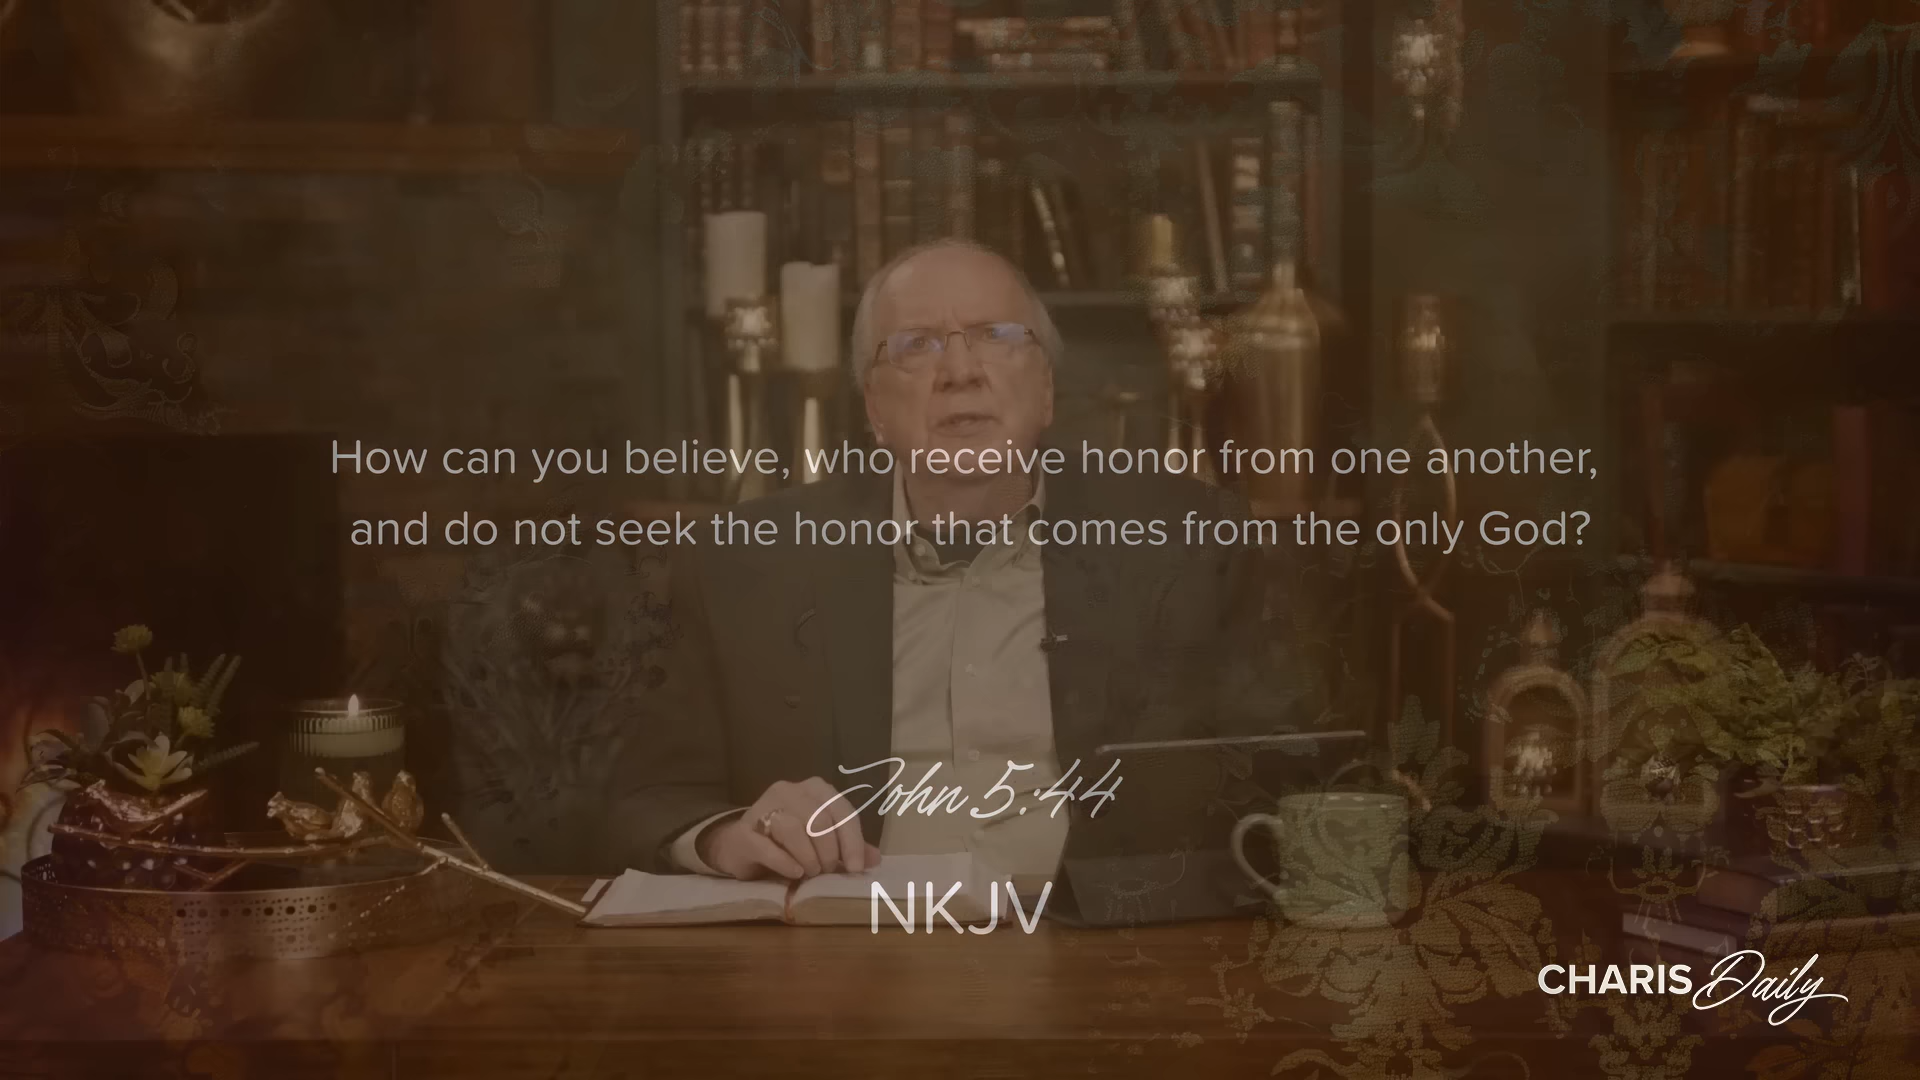 How can you believe, who receive honor from one another,
and do not seek the honor that comes from the only God?
John 5:44
NKJV
CHARIS Daily